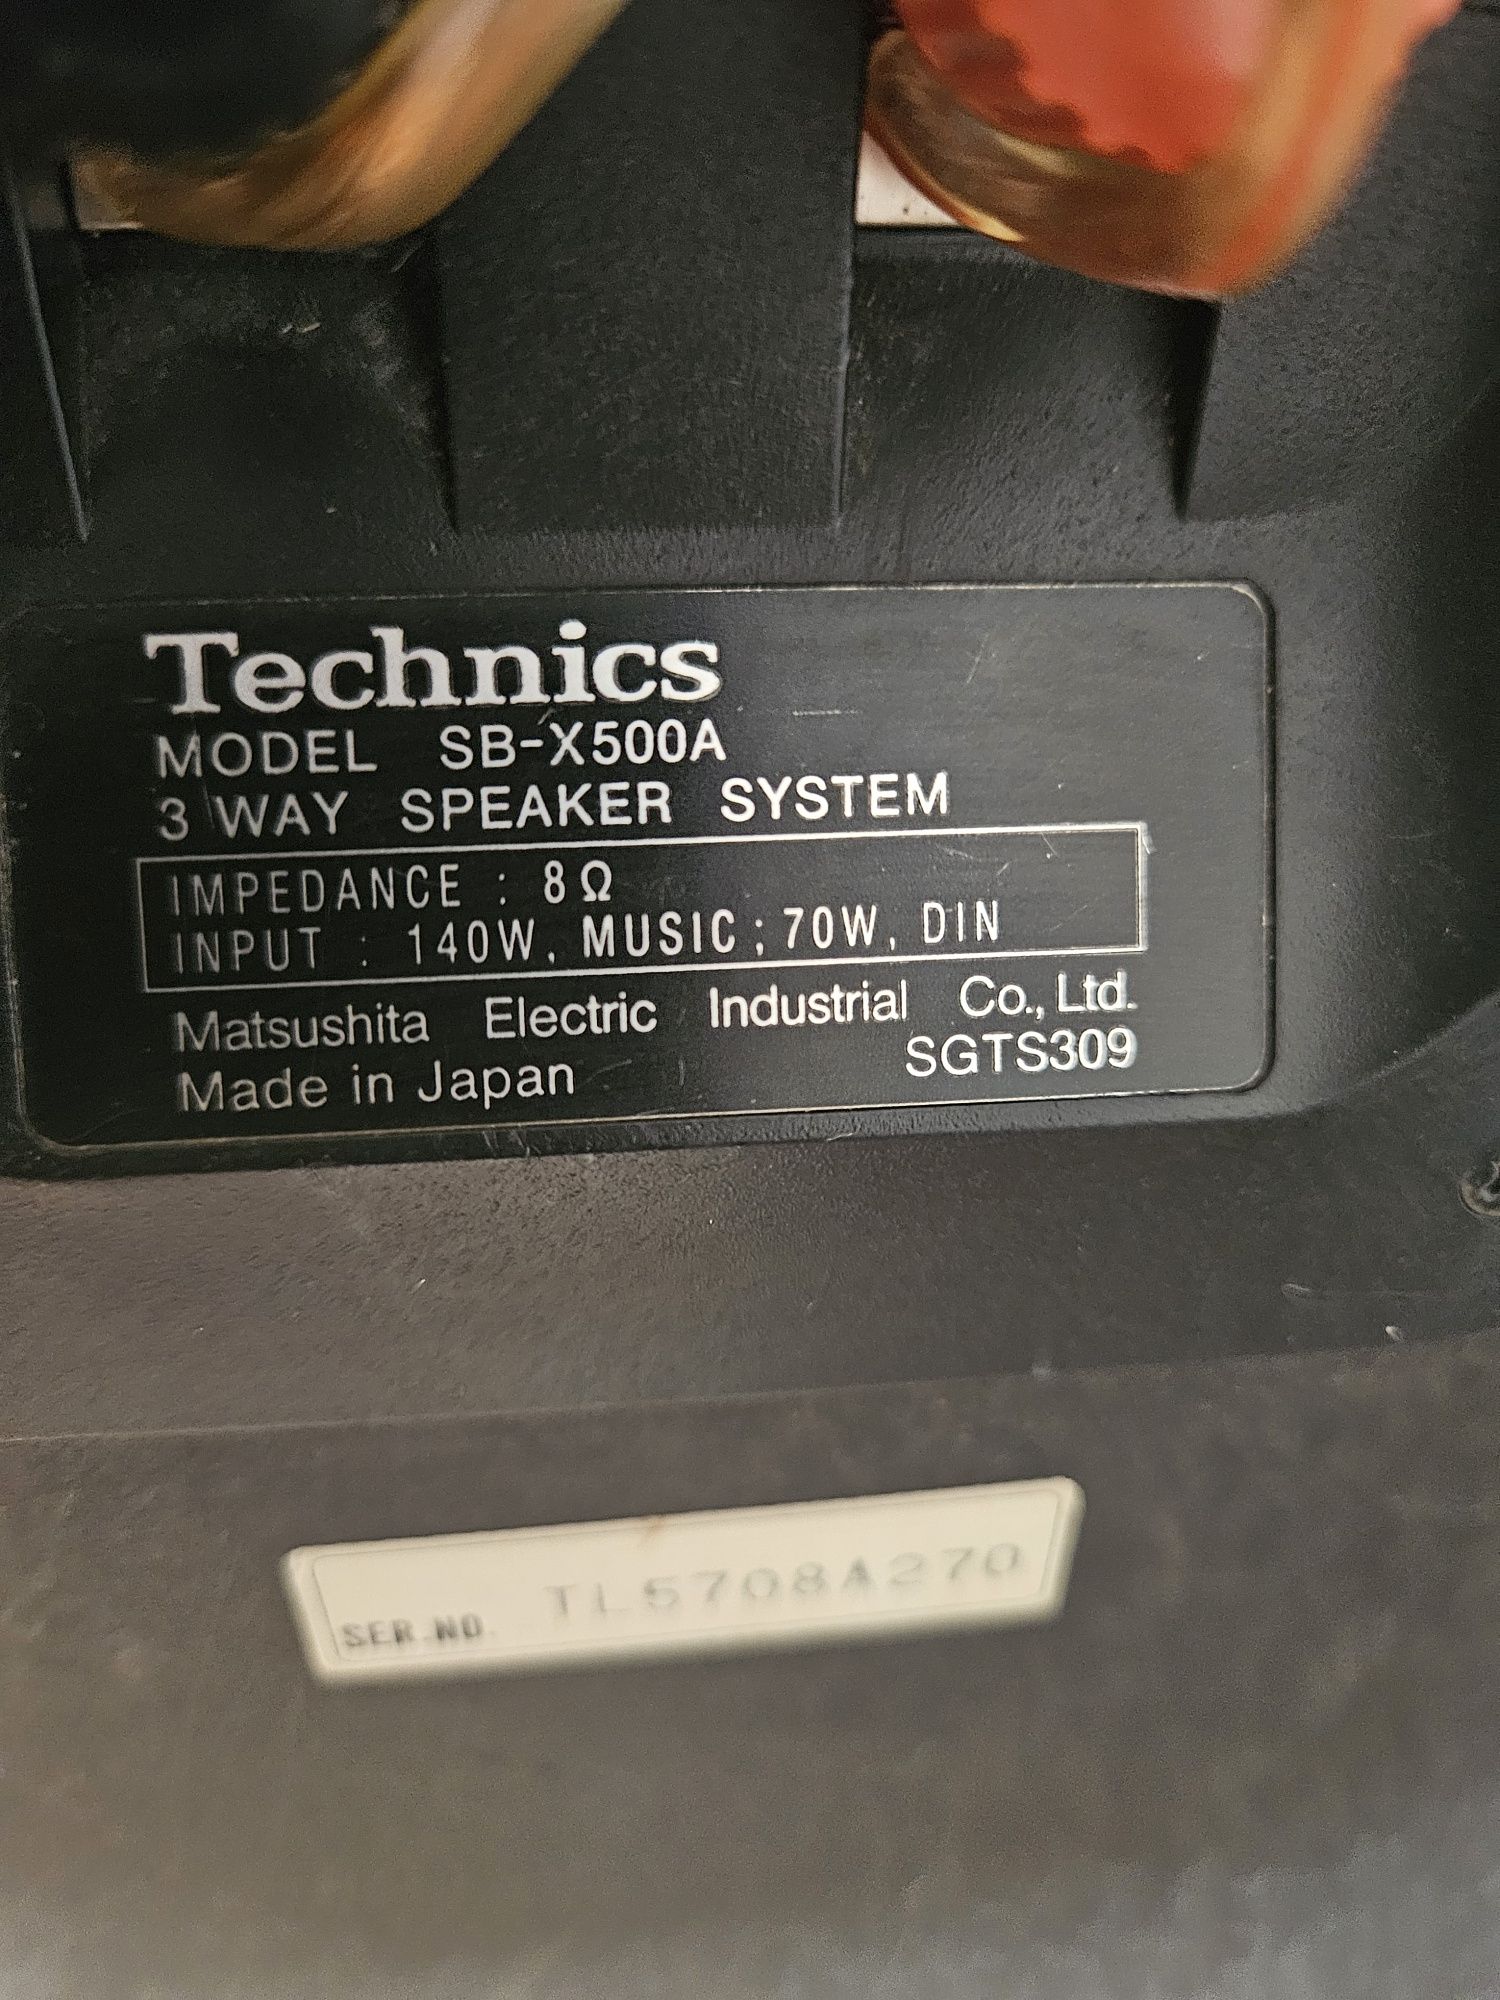 Technics
MODEL SB-X500A
3 WAY SPEAKER SYSTEM
IMPEDANCE : 8Ω
INPUT : 140W, MUSIC ; 70W, DIN
Matsushita Electric Industrial Co., Ltd.
SGTS309
Made in Japan
SER.NO. TL5708A270